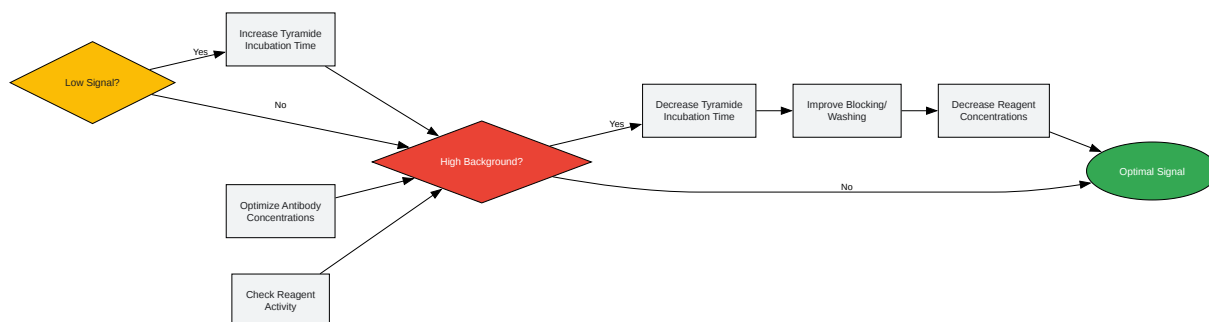 Low Signal?
Yes
No
Increase Tyramide
Incubation Time
Optimize Antibody
Concentrations
Check Reagent
Activity
High Background?
Yes
No
Decrease Tyramide
Incubation Time
Improve Blocking/
Washing
Decrease Reagent
Concentrations
Optimal Signal